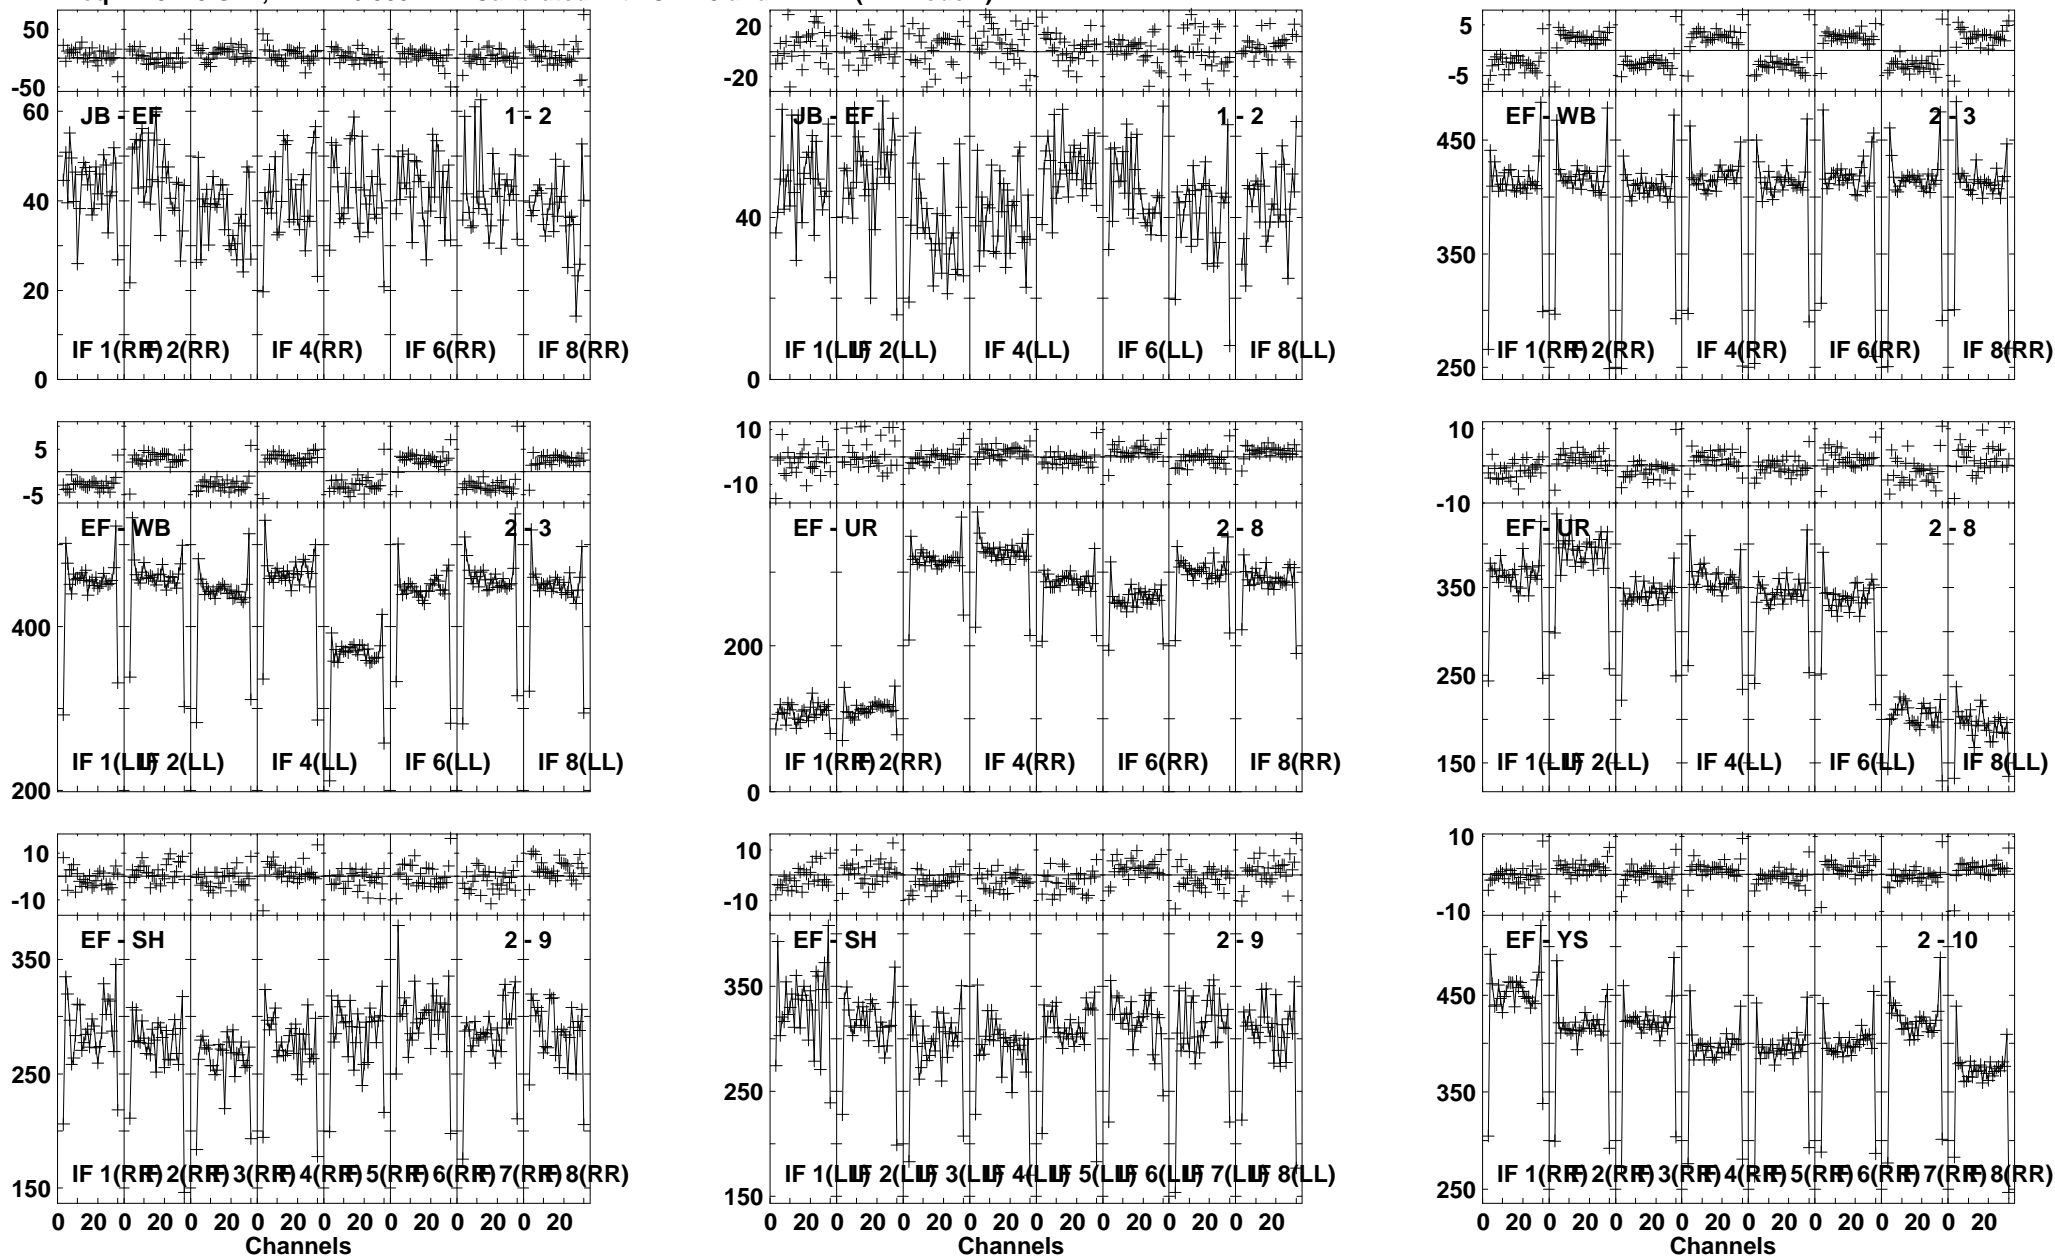 50
-50
60
40
20
0
JB - EF 1 - 2
IF 1(RR) IF 2(RR) IF 4(RR) IF 6(RR) IF 8(RR)
20
-20
40
0
JB - EF 1 - 2
IF 1(LL) IF 2(LL) IF 4(LL) IF 6(LL) IF 8(LL)
5
-5
450
350
250
EF - WB 2 - 3
IF 1(RR) IF 2(RR) IF 4(RR) IF 6(RR) IF 8(RR)
5
-5
400
200
EF - WB 2 - 3
IF 1(LL) IF 2(LL) IF 4(LL) IF 6(LL) IF 8(LL)
10
-10
200
0
EF - UR 2 - 8
IF 1(RR) IF 2(RR) IF 4(RR) IF 6(RR) IF 8(RR)
10
-10
350
250
150
EF - UR 2 - 8
IF 1(LL) IF 2(LL) IF 4(LL) IF 6(LL) IF 8(LL)
10
-10
350
250
150
EF - SH 2 - 9
IF 1(RR) IF 2(RR) IF 3(RR) IF 4(RR) IF 5(RR) IF 6(RR) IF 7(RR) IF 8(RR)
0 20 0 20 0 20 0 20 0 20 0 20 0 20 0 20
Channels
10
-10
350
250
150
EF - SH 2 - 9
IF 1(LL) IF 2(LL) IF 3(LL) IF 4(LL) IF 5(LL) IF 6(LL) IF 7(LL) IF 8(LL)
0 20 0 20 0 20 0 20 0 20 0 20 0 20 0 20
Channels
10
-10
450
350
250
EF - YS 2 - 10
IF 1(RR) IF 2(RR) IF 3(RR) IF 4(RR) IF 5(RR) IF 6(RR) IF 7(RR) IF 8(RR)
0 20 0 20 0 20 0 20 0 20 0 20 0 20 0 20
Channels